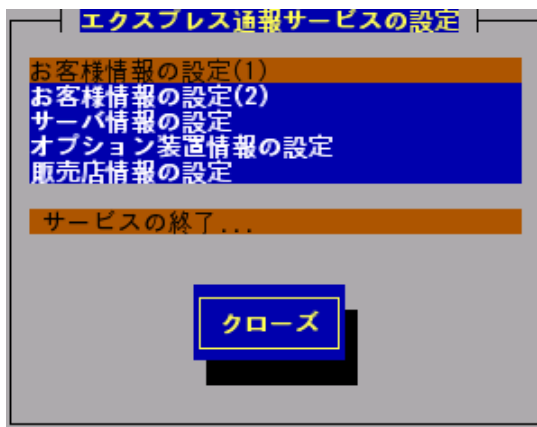 エクスプレス通報サービスの設定
お客様情報の設定(1)
お客様情報の設定(2)
サーバ情報の設定
オプション装置情報の設定
販売店情報の設定
サービスの終了...
クローズ